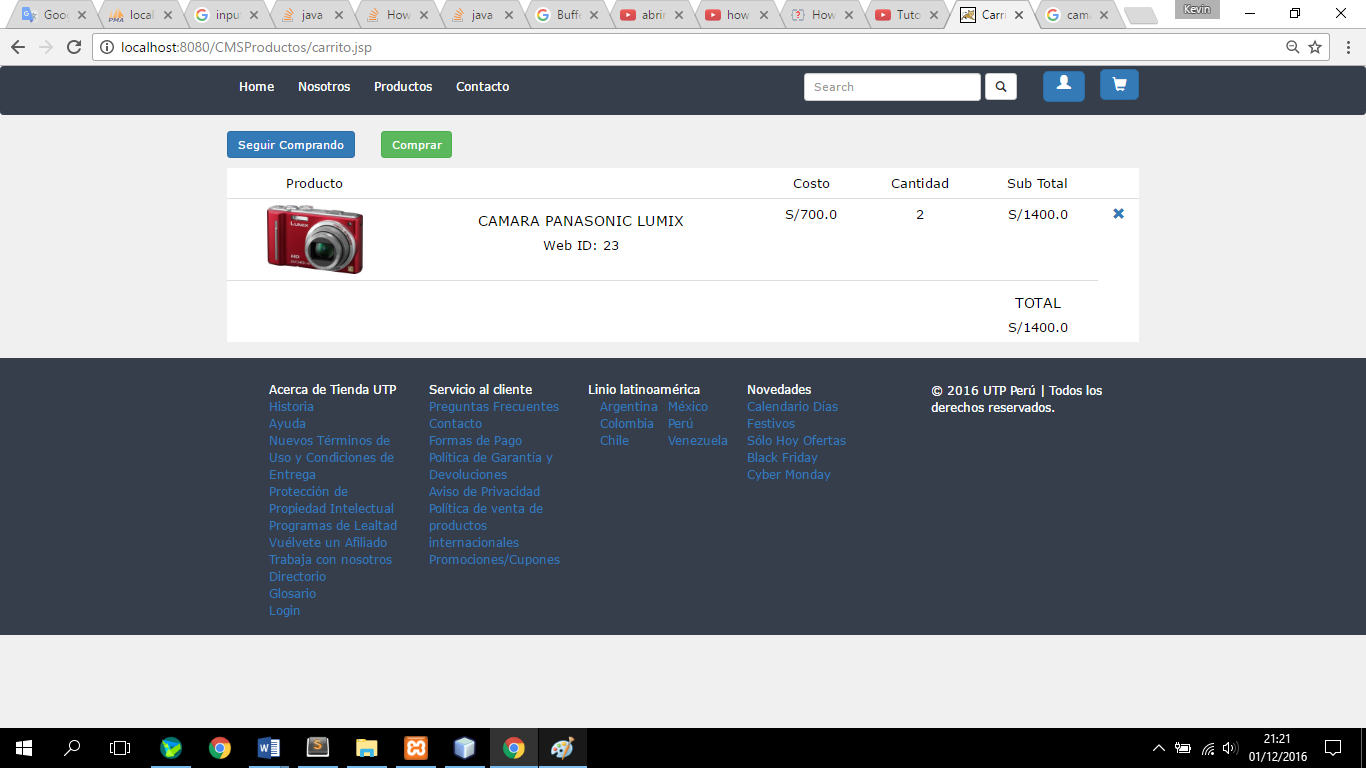 Goo
local
inpu
java
How
java
Buff
abrir
how
How
Tuto
Carri
cam
Kevin
localhost:8080/CMSProductos/carrito.jsp
Home Nosotros Productos Contacto Search
Seguir Comprando Comprar
Producto Costo Cantidad Sub Total
CAMARA PANASONIC LUMIX S/700.0 2 S/1400.0
Web ID: 23
LUMIX
TOTAL
S/1400.0
Acerca de Tienda UTP
Historia
Ayuda
Nuevos Términos de
Uso y Condiciones de
Entrega
Protección de
Propiedad Intelectual
Programas de Lealtad
Vuélvete un Afiliado
Trabaja con nosotros
Directorio
Glosario
Login
Servicio al cliente
Preguntas Frecuentes
Contacto
Formas de Pago
Política de Garantía y
Devoluciones
Aviso de Privacidad
Política de venta de
productos
internacionales
Promociones/Cupones
Linio latinoamérica
Argentina México
Colombia Perú
Chile Venezuela
Novedades
Calendario Días
Festivos
Sólo Hoy Ofertas
Black Friday
Cyber Monday
© 2016 UTP Perú | Todos los
derechos reservados.
21:21
01/12/2016